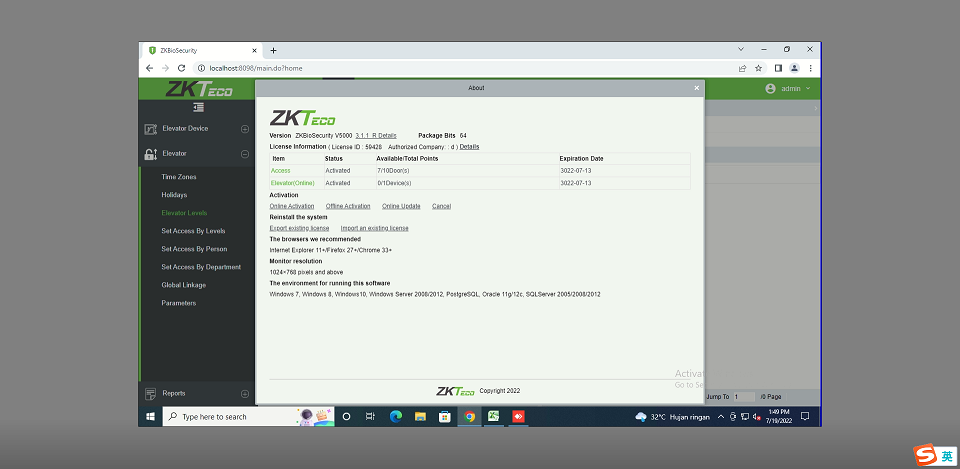 ZKBioSecurity
localhost:8098/main.do?home
ZKTECO
About
admin
Elevator Device
Elevator
Time Zones
Holidays
Elevator Levels
Set Access By Levels
Set Access By Person
Set Access By Department
Global Linkage
Parameters
Reports
ZKTECO
Version ZKBioSecurity V5000 3.1.1_R Details Package Bits 64
License Information ( License ID : 59428 Authorized Company: : d ) Details
Item Status Available/Total Points Expiration Date
Access Activated 7/10Door(s) 3022-07-13
Elevator(Online) Activated 0/1Device(s) 3022-07-13
Activation
Online Activation Offline Activation Online Update Cancel
Reinstall the system
Export existing license Import an existing license
The browsers we recommended
Internet Explorer 11+/Firefox 27+/Chrome 33+
Monitor resolution
1024×768 pixels and above
The environment for running this software
Windows 7, Windows 8, Windows10, Windows Server 2008/2012, PostgreSQL, Oracle 11g/12c, SQLServer 2005/2008/2012
Activat
Go to Se
ZKTECO Copyright 2022
Jump To 1 /0 Page
Type here to search
32°C Hujan ringan
1:49 PM
7/19/2022
S 英